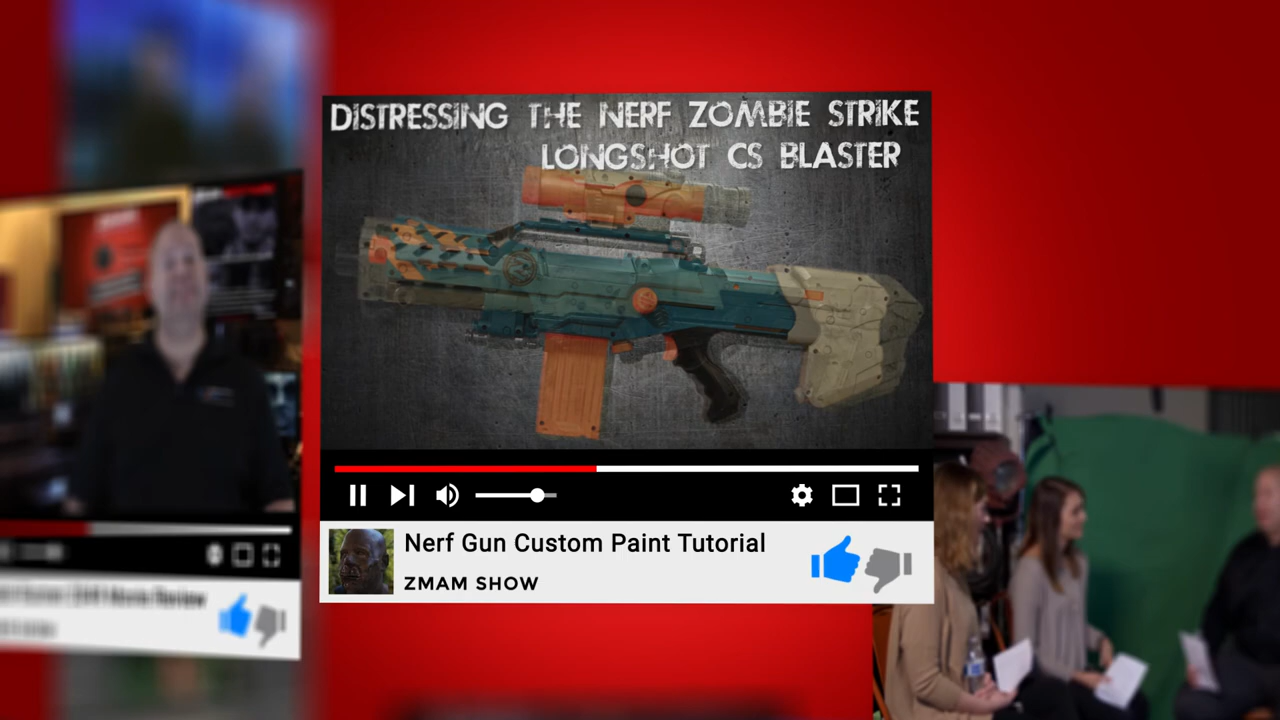 DISTRESSING THE NERF ZOMBIE STRIKE
LONGSHOT CS BLASTER
Nerf Gun Custom Paint Tutorial
ZMAM SHOW